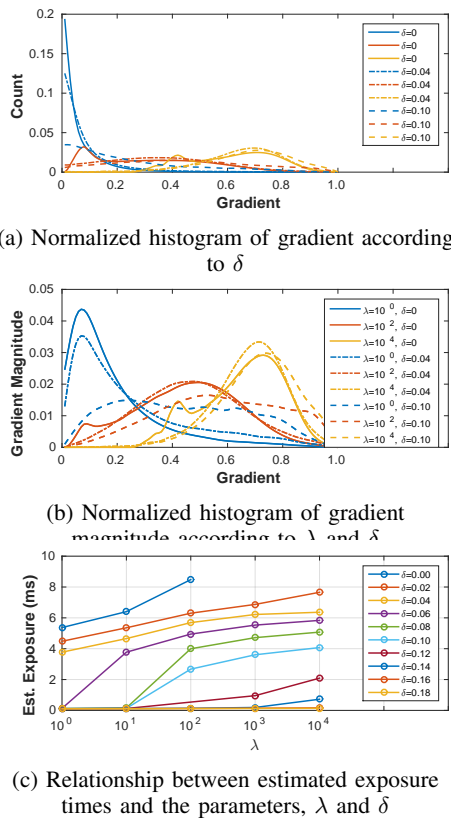 0.2
0.15
0.1
0.05
0
Count
0 0.2 0.4 0.6 0.8 1.0
Gradient
δ=0
δ=0
δ=0
δ=0.04
δ=0.04
δ=0.04
δ=0.10
δ=0.10
δ=0.10
(a) Normalized histogram of gradient according
to δ
0.05
0.04
0.03
0.02
0.01
0
Gradient Magnitude
0 0.2 0.4 0.6 0.8 1.0
Gradient
λ=10 0, δ=0
λ=10 2, δ=0
λ=10 4, δ=0
λ=10 0, δ=0.04
λ=10 2, δ=0.04
λ=10 4, δ=0.04
λ=10 0, δ=0.10
λ=10 2, δ=0.10
λ=10 4, δ=0.10
(b) Normalized histogram of gradient
magnitude according to λ and δ
10
8
6
4
2
0
Est. Exposure (ms)
10^0 10^1 10^2 10^3 10^4
λ
δ=0.00
δ=0.02
δ=0.04
δ=0.06
δ=0.08
δ=0.10
δ=0.12
δ=0.14
δ=0.16
δ=0.18
(c) Relationship between estimated exposure
times and the parameters, λ and δ